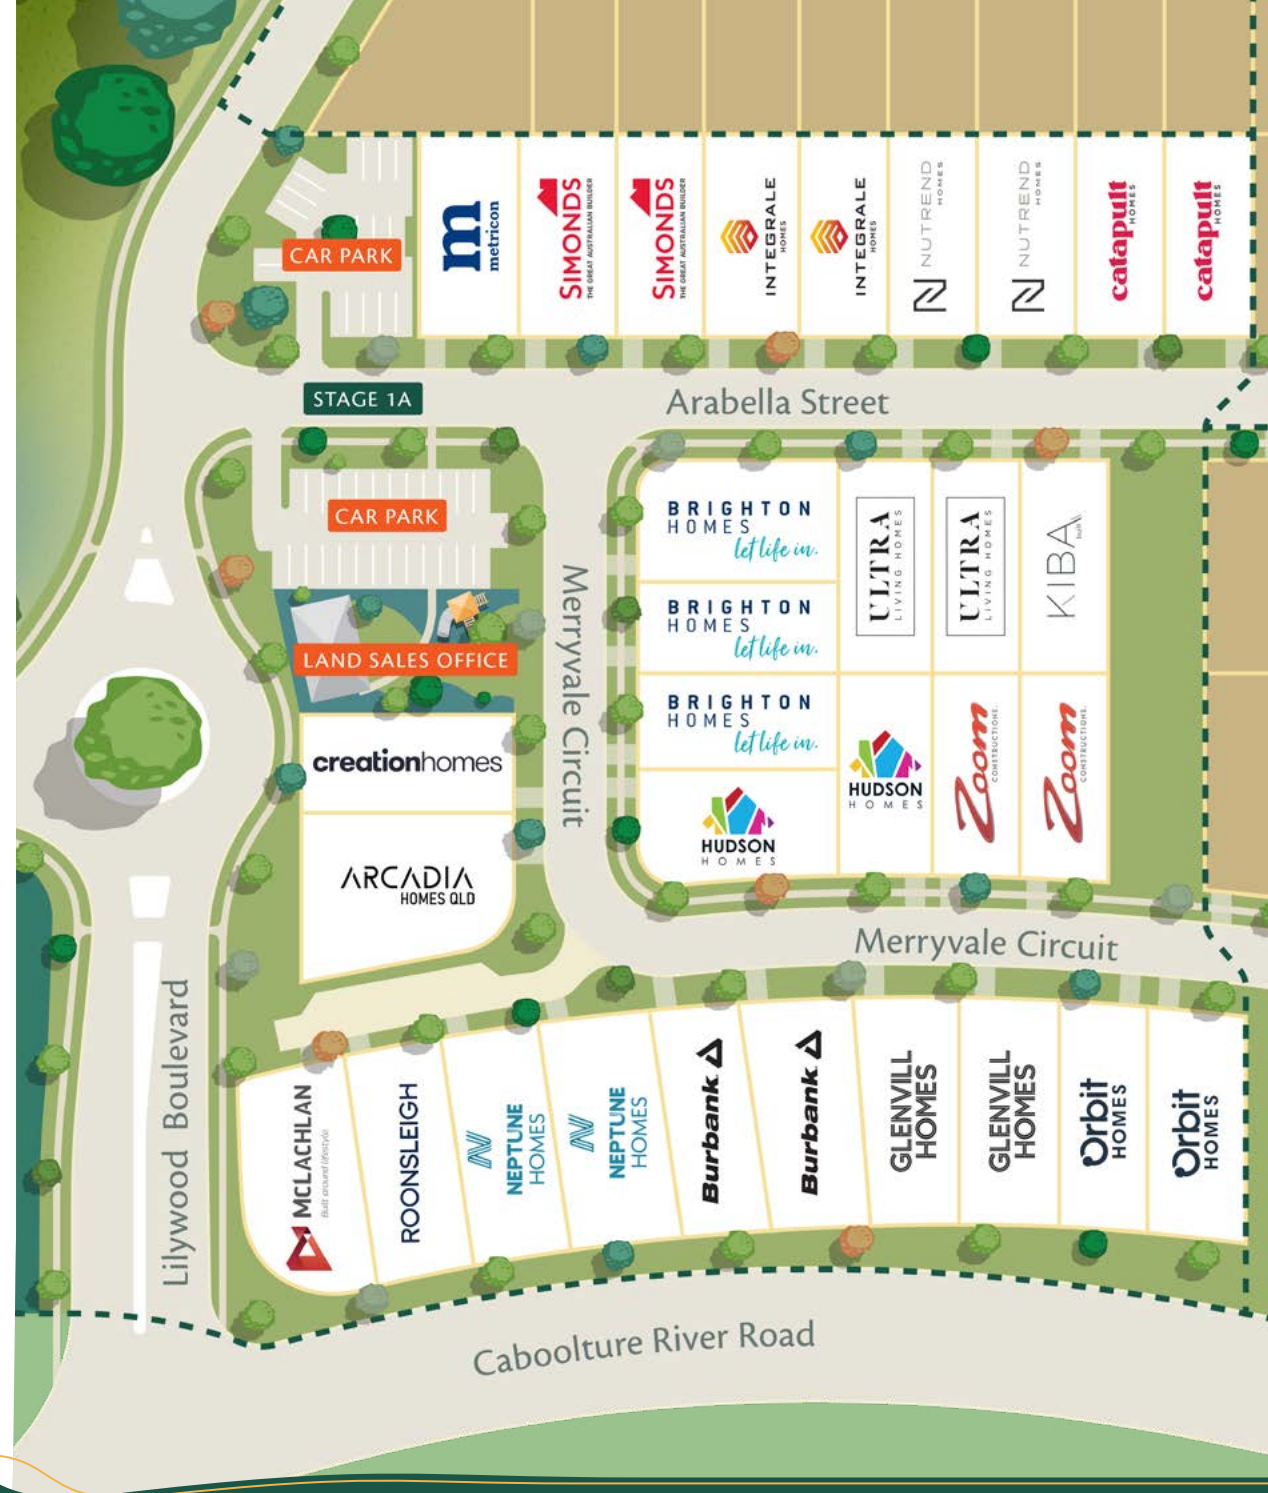 CAR PARK
metricon
SIMONDS
THE GREAT AUSTRALIAN BUILDER
SIMONDS
THE GREAT AUSTRALIAN BUILDER
INTEGRALE
HOMES
INTEGRALE
HOMES
NUTREND
HOMES
NUTREND
HOMES
catapult
HOMES
catapult
HOMES
STAGE 1A
Arabella Street
CAR PARK
LAND SALES OFFICE
creationhomes
ARCADIA
HOMES QLD
Merryvale Circuit
BRIGHTON
HOMES
let life in.
BRIGHTON
HOMES
let life in.
BRIGHTON
HOMES
let life in.
HUDSON
HOMES
ULTRA
LIVING HOMES
ULTRA
LIVING HOMES
KIBA
built
HUDSON
HOMES
Zoom
CONSTRUCTIONS.
Zoom
CONSTRUCTIONS.
Merryvale Circuit
Lilywood Boulevard
MCLACHLAN
Built around lifestyle.
ROONSLEIGH
NEPTUNE
HOMES
NEPTUNE
HOMES
Burbank
Burbank
GLENVILL
HOMES
GLENVILL
HOMES
Orbit
HOMES
Orbit
HOMES
Caboolture River Road